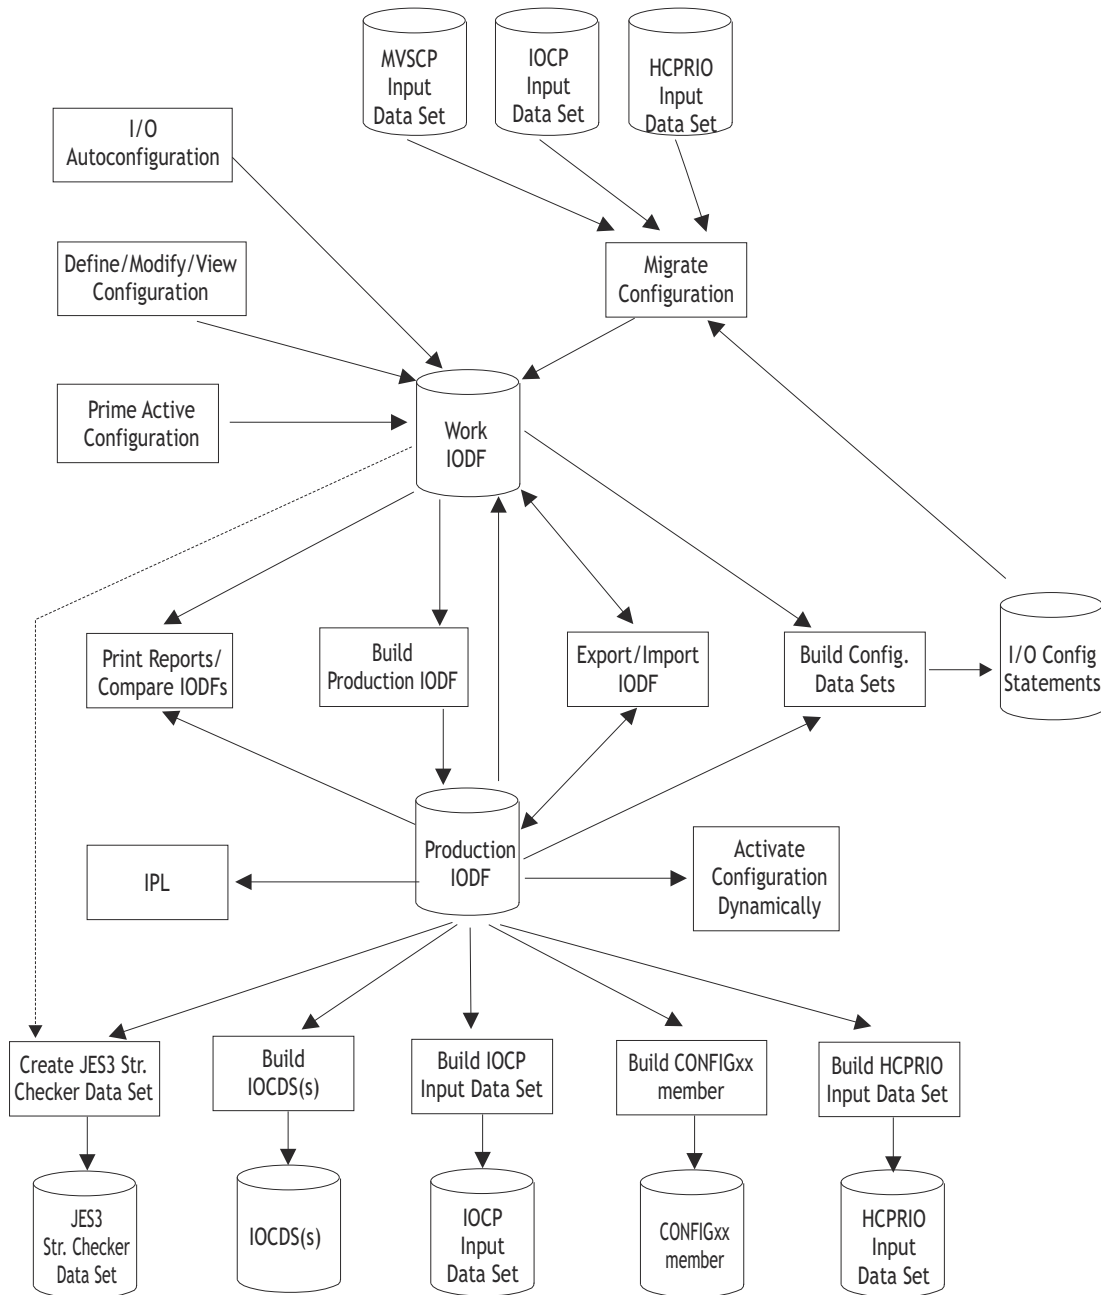 MVSCP
Input
Data Set
IOCP
Input
Data Set
HCPRIO
Input
Data Set
I/O
Autoconfiguration
Define/Modify/View
Configuration
Migrate
Configuration
Prime Active
Configuration
Work
IODF
Print Reports/
Compare IODFs
Build
Production IODF
Export/Import
IODF
Build Config.
Data Sets
I/O Config
Statements
IPL
Production
IODF
Activate
Configuration
Dynamically
Create JES3 Str.
Checker Data Set
Build
IOCDS(s)
Build IOCP
Input Data Set
Build CONFIGxx
member
Build HCPRIO
Input Data Set
JES3
Str. Checker
Data Set
IOCDS(s)
IOCP
Input
Data Set
CONFIGxx
member
HCPRIO
Input
Data Set